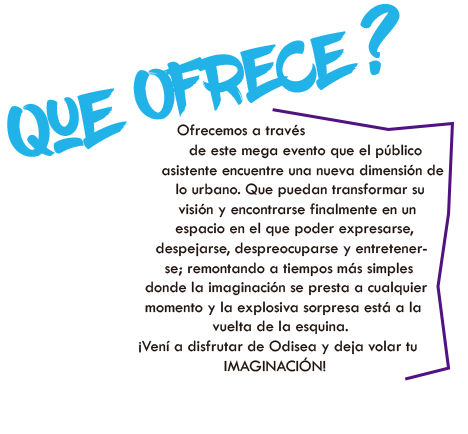 QUE OFRECE?
Ofrecemos a través
de este mega evento que el público
asistente encuentre una nueva dimensión de
lo urbano. Que puedan transformar su
visión y encontrarse finalmente en un
espacio en el que poder expresarse,
despejarse, despreocuparse y entretener-
se; remontando a tiempos más simples
donde la imaginación se presta a cualquier
momento y la explosiva sorpresa está a la
vuelta de la esquina.
¡Vení a disfrutar de Odisea y deja volar tu
IMAGINACIÓN!